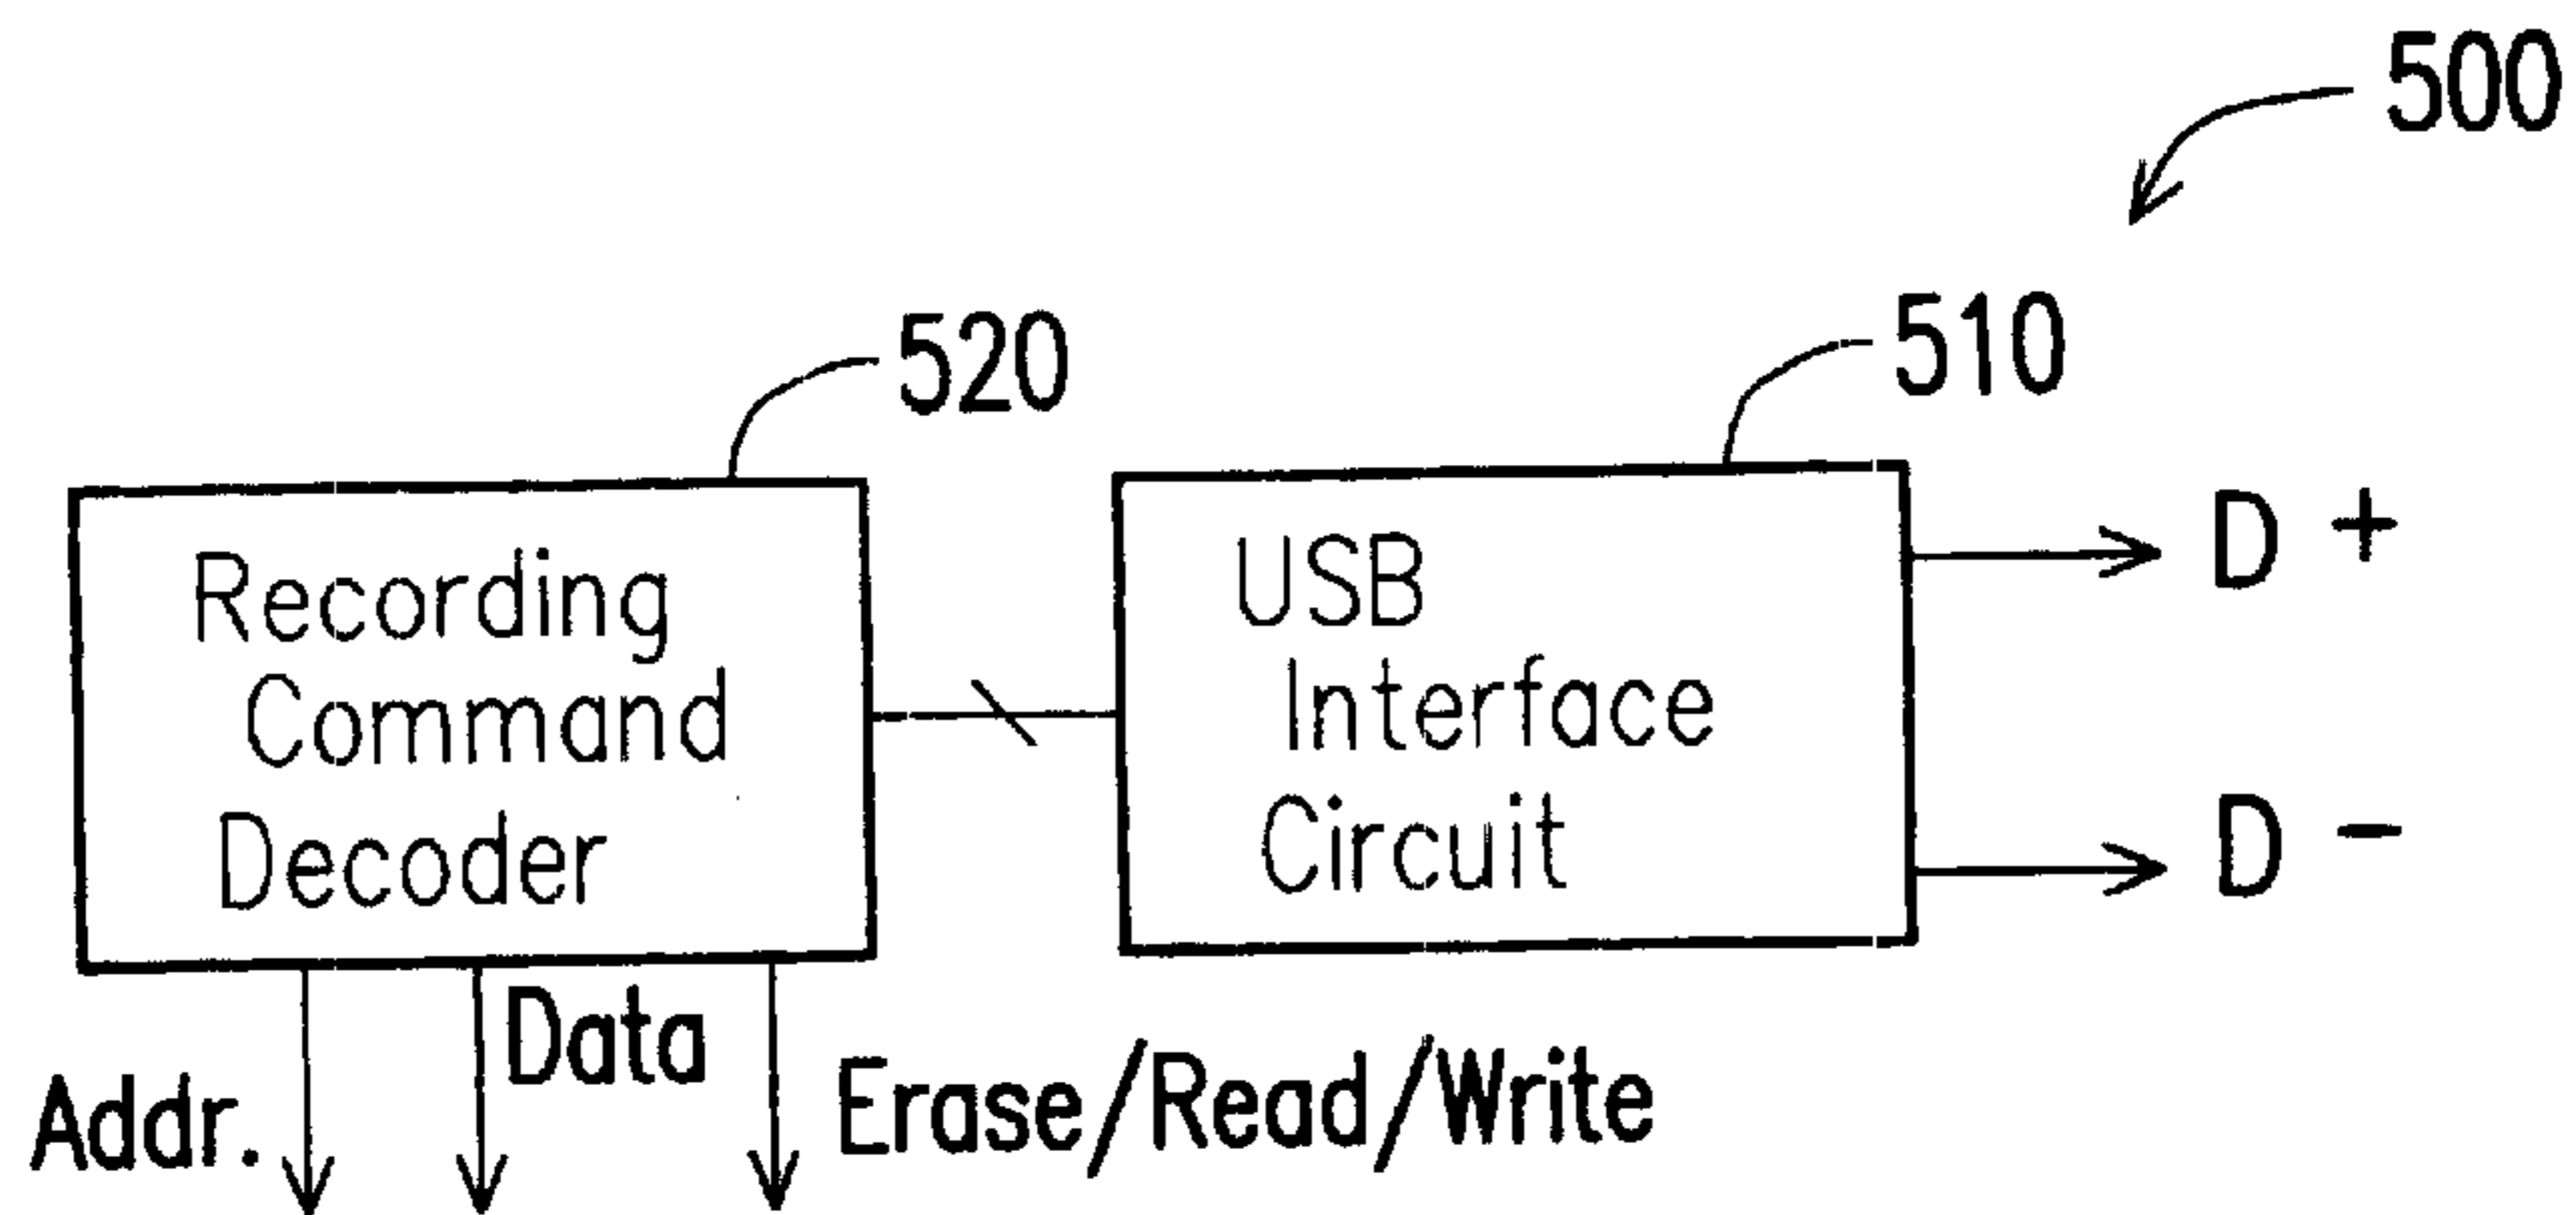 500
520
510
Recording
Command
Decoder
USB
Interface
Circuit
D +
D -
Addr.
Data
Erase/Read/Write